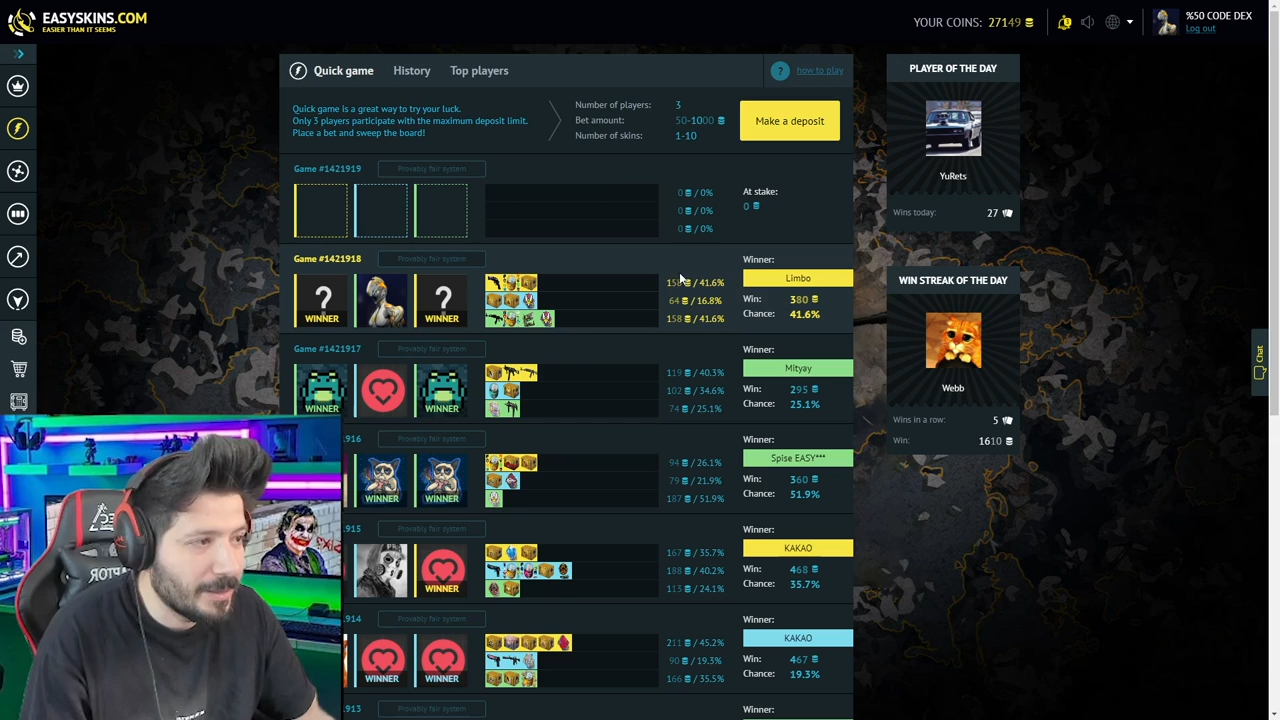 EASYSKINS.COM
EASIER THAN IT SEEMS
YOUR COINS: 27149
%50 CODE DEX
Log out
Quick game
History
Top players
?
how to play
Quick game is a great way to try your luck.
Only 3 players participate with the maximum deposit limit.
Place a bet and sweep the board!
Number of players: 3
Bet amount: 50-1000
Number of skins: 1-10
Make a deposit
Game #1421919
Provably fair system
0 / 0%
0 / 0%
0 / 0%
At stake:
0
Game #1421918
Provably fair system
?
WINNER
?
WINNER
/ 41.6%
64 / 16.8%
158 / 41.6%
Winner:
Limbo
Win: 380
Chance: 41.6%
Game #1421917
Provably fair system
WINNER
WINNER
119 / 40.3%
102 / 34.6%
74 / 25.1%
Winner:
Mityay
Win: 295
Chance: 25.1%
916
Provably fair system
WINNER
WINNER
94 / 26.1%
79 / 21.9%
187 / 51.9%
Winner:
Spise EASY***
Win: 360
Chance: 51.9%
915
Provably fair system
WINNER
167 / 35.7%
188 / 40.2%
113 / 24.1%
Winner:
KAKAO
Win: 468
Chance: 35.7%
914
Provably fair system
WINNER
WINNER
211 / 45.2%
90 / 19.3%
166 / 35.5%
Winner:
KAKAO
Win: 467
Chance: 19.3%
913
Provably fair system
Winner:
PLAYER OF THE DAY
YuRets
Wins today: 27
WIN STREAK OF THE DAY
Webb
Wins in a row: 5
Win: 1610
Chat